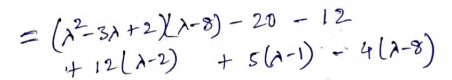 = (λ²-3λ+2)(λ-8) - 20 - 12
+ 12(λ-2) + 5(λ-1) - 4(λ-8)